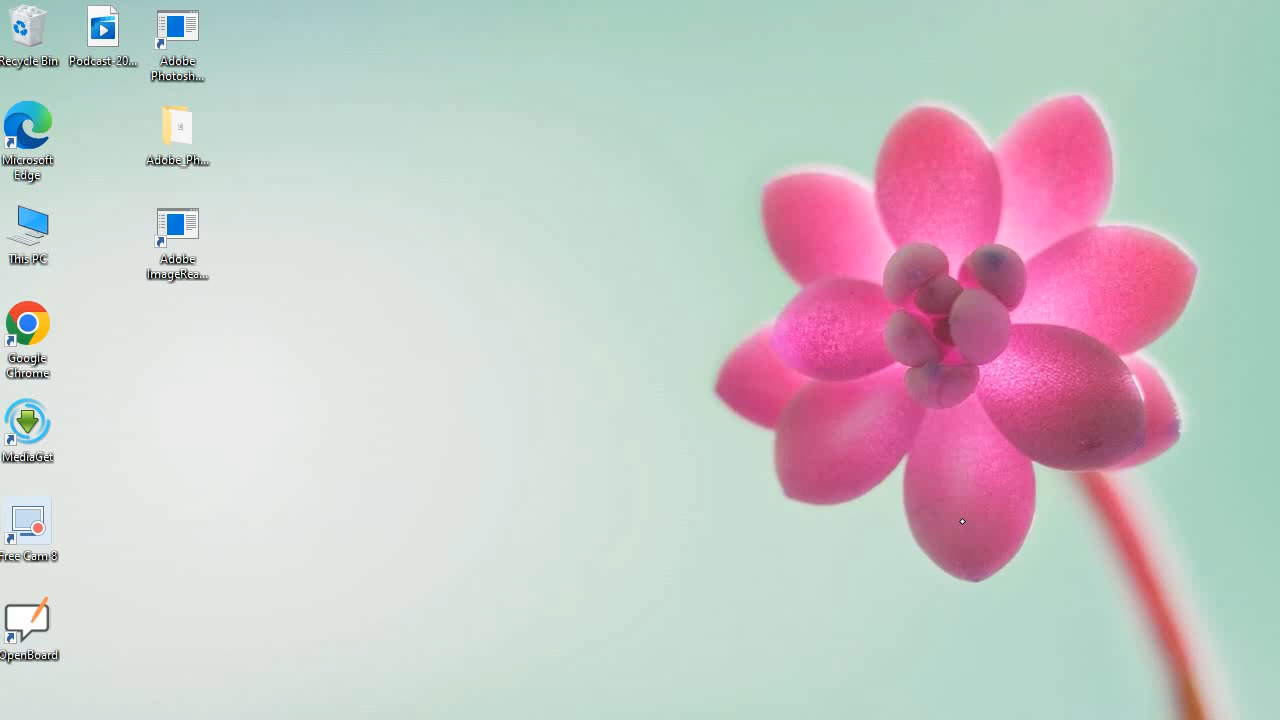 Recycle Bin
Podcast-20...
Adobe
Photosh...
Microsoft
Edge
Adobe_Ph...
This PC
Adobe
ImageRea...
Google
Chrome
MediaGet
Free Cam 8
OpenBoard